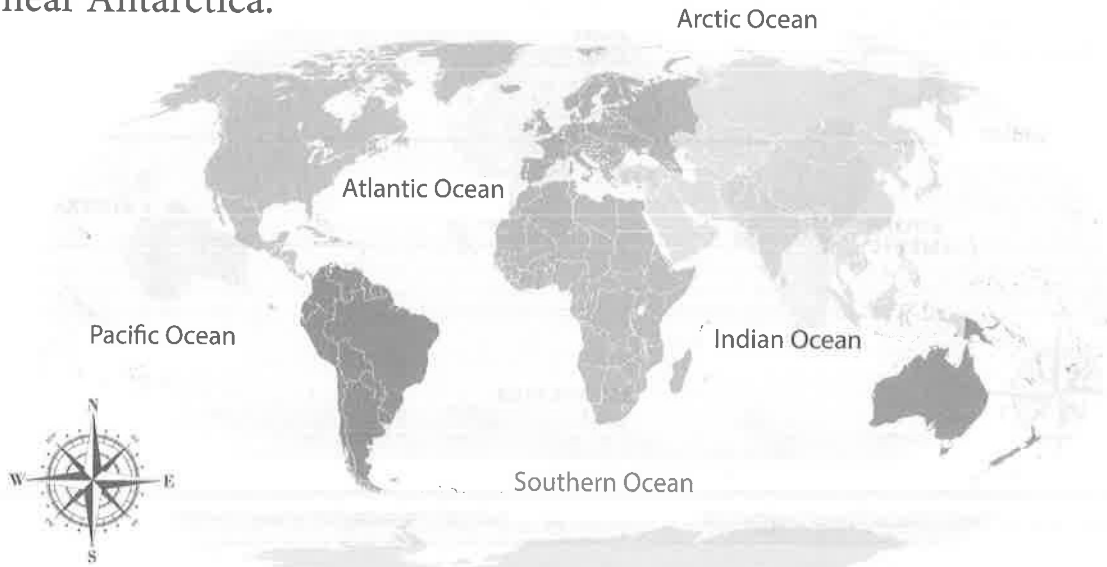 near Antarctica.
Arctic Ocean
Atlantic Ocean
Pacific Ocean
Indian Ocean
Southern Ocean
N
W
E
S